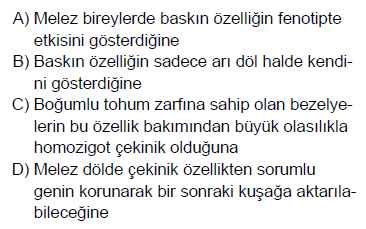 A) Melez bireylerde baskın özelliğin fenotipte
etkisini gösterdiğine
B) Baskın özelliğin sadece arı döl halde kendi-
ni gösterdiğine
C) Boğumlu tohum zarfına sahip olan bezelye-
lerin bu özellik bakımından büyük olasılıkla
homozigot çekinik olduğuna
D) Melez dölde çekinik özellikten sorumlu
genin korunarak bir sonraki kuşağa aktarıla-
bileceğine